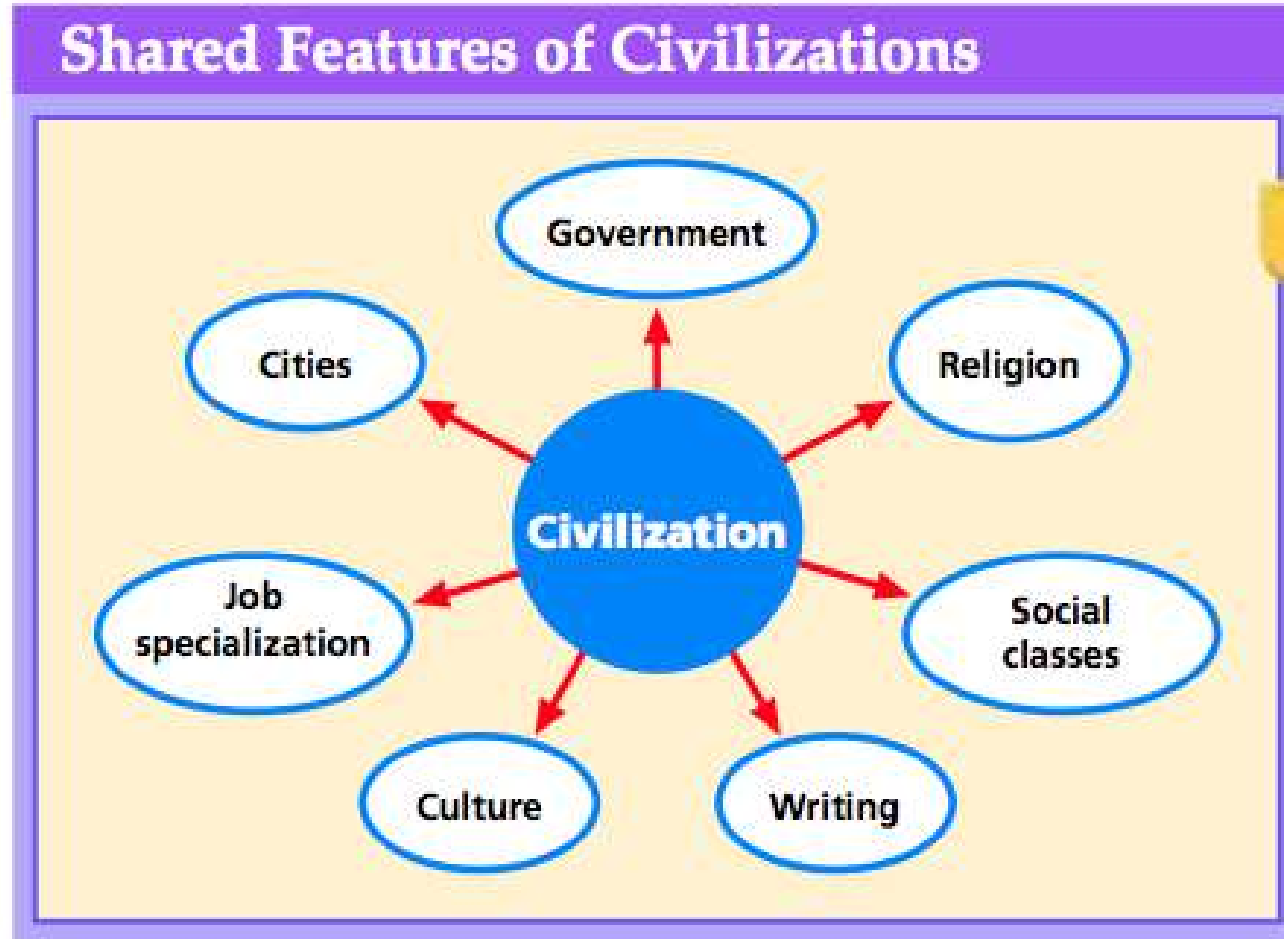 Shared Features of Civilizations
Government
Cities
Religion
Civilization
Job
specialization
Social
classes
Culture
Writing